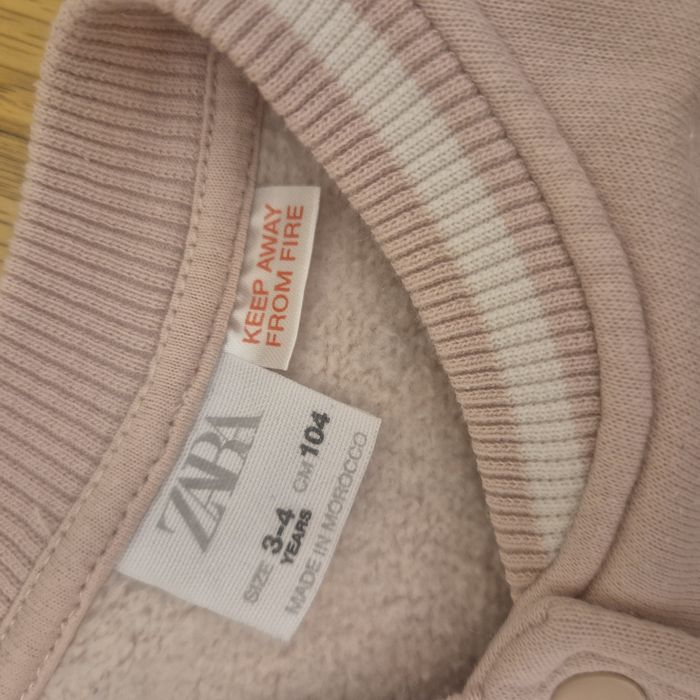 KEEP AWAY
FROM FIRE
ZARA
SIZE 3-4 CM 104
YEARS
MADE IN MOROCCO